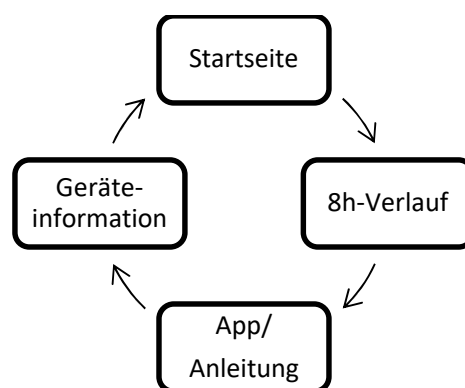 Startseite
8h-Verlauf
App/
Anleitung
Geräte-
information